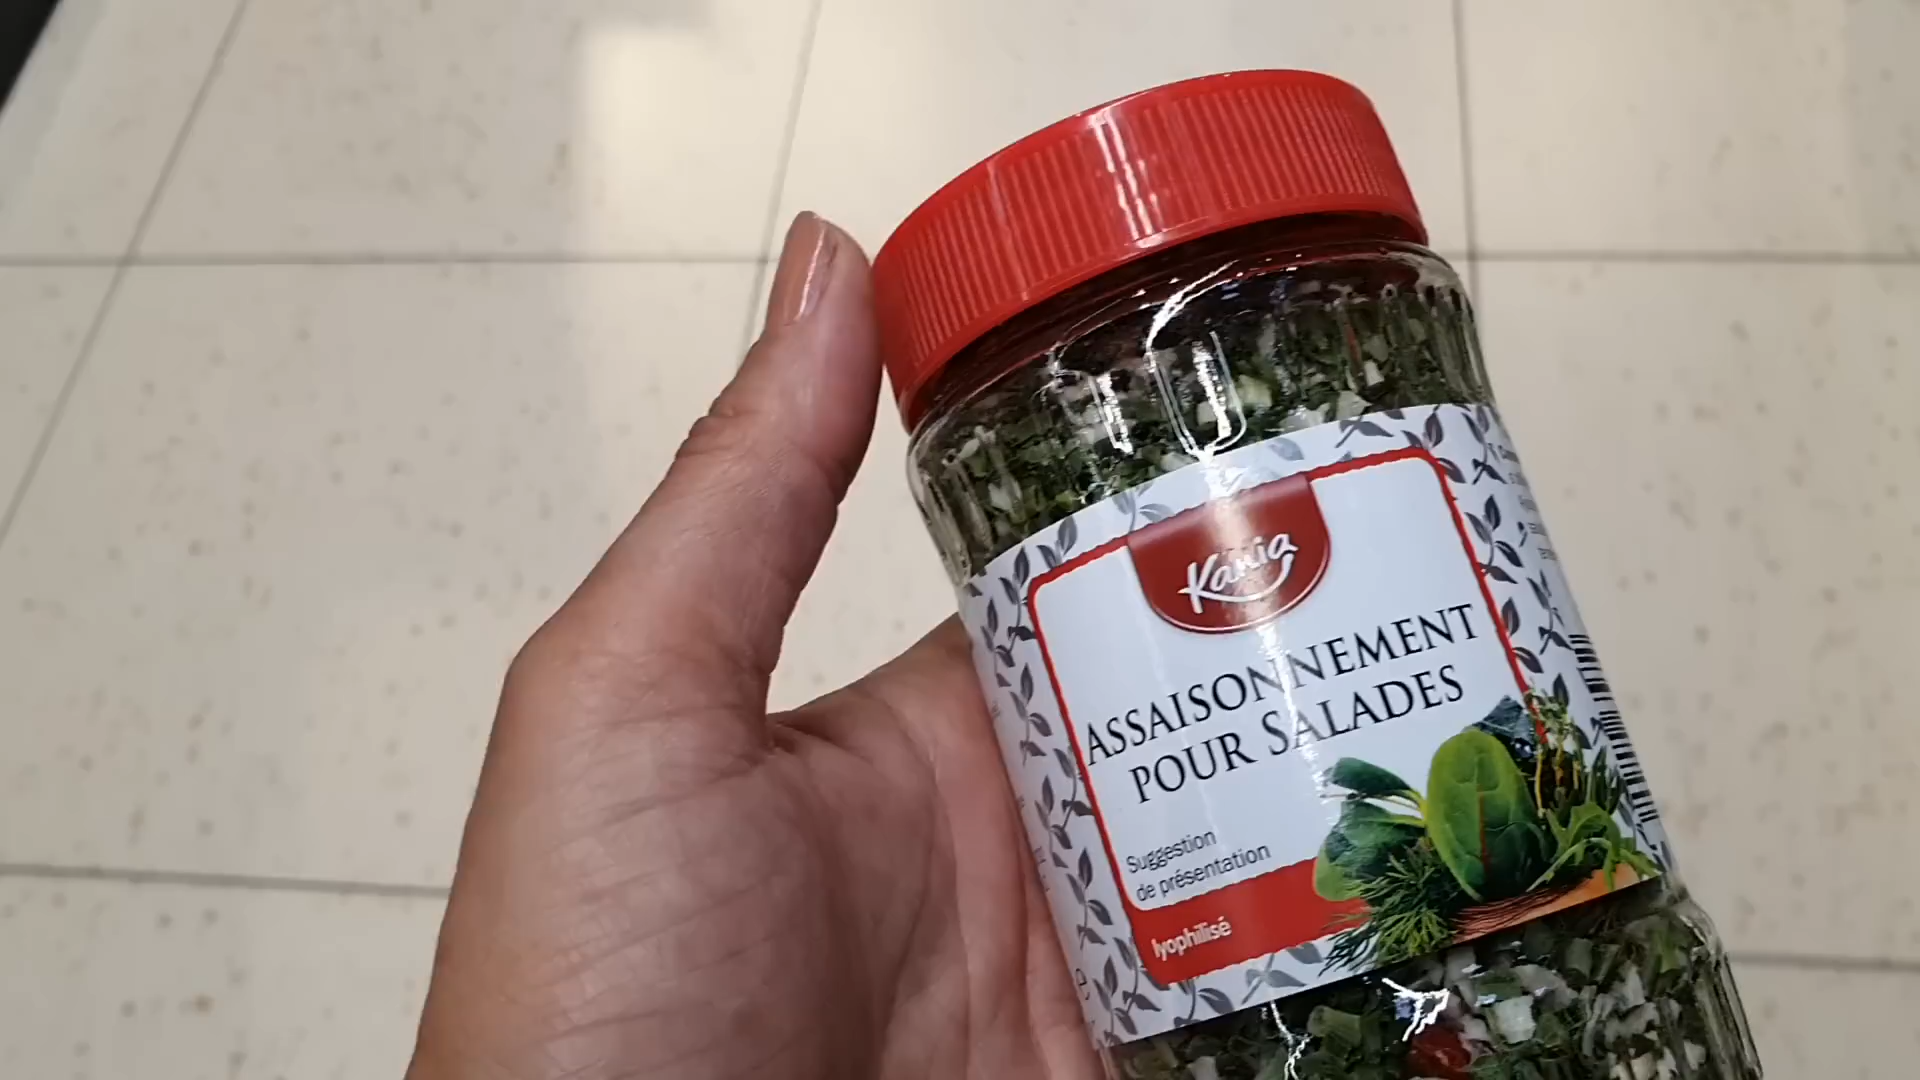 Kania
ASSAISONNEMENT
POUR SALADES
Suggestion
de présentation
lyophilisé